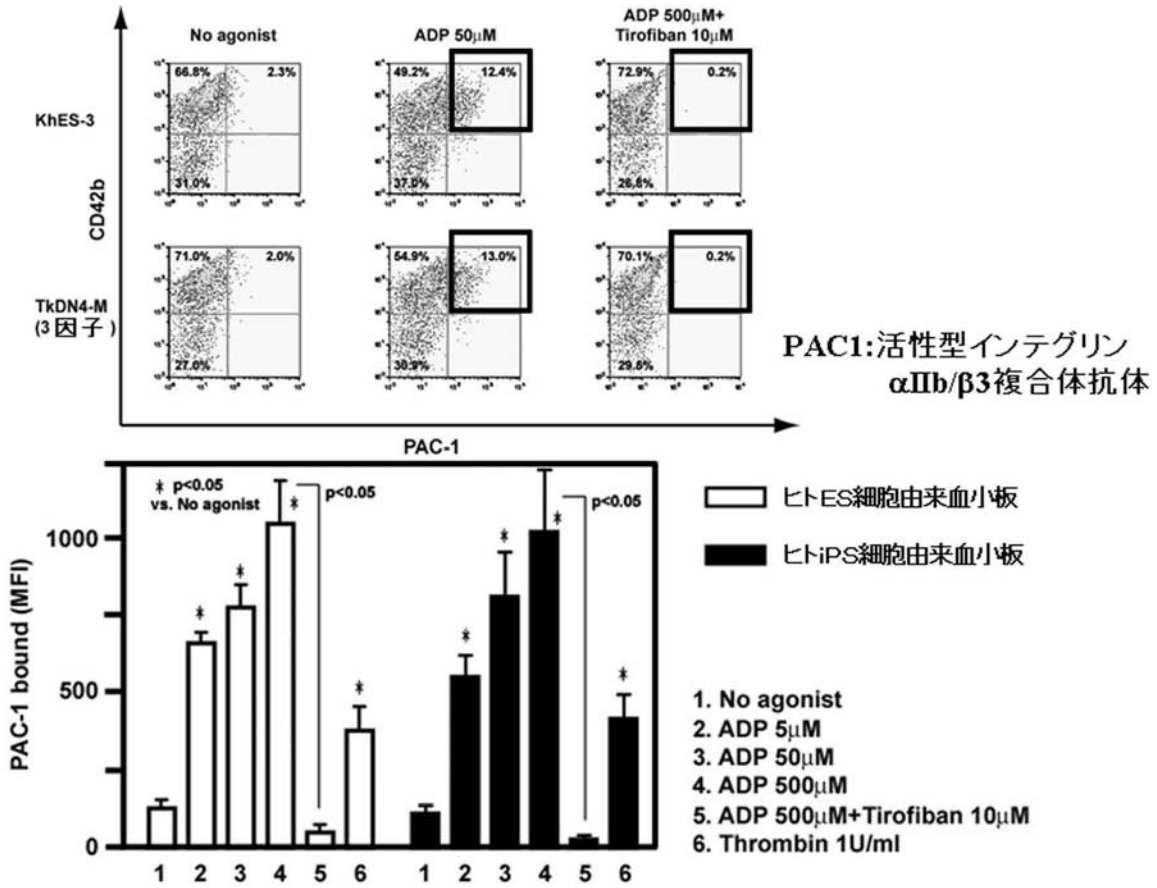 No agonist
ADP 50μM
ADP 500μM+
Tirofiban 10μM
KhES-3
66.8% 2.3%
31.0%
49.2% 12.4%
37.0%
72.9% 0.2%
26.8%
CD42b
TkDN4-M
(3因子)
71.0% 2.0%
27.0%
54.9% 13.0%
30.9%
70.1% 0.2%
29.5%
PAC1:活性型インテグリン
αIIb/β3複合体抗体
PAC-1
PAC-1 bound (MFI)
1000
500
0
* p<0.05
vs. No agonist
p<0.05
p<0.05
* * * *
* * * *
1 2 3 4 5 6 1 2 3 4 5 6
ヒトES細胞由来血小板
ヒトiPS細胞由来血小板
1. No agonist
2. ADP 5μM
3. ADP 50μM
4. ADP 500μM
5. ADP 500μM+Tirofiban 10μM
6. Thrombin 1U/ml